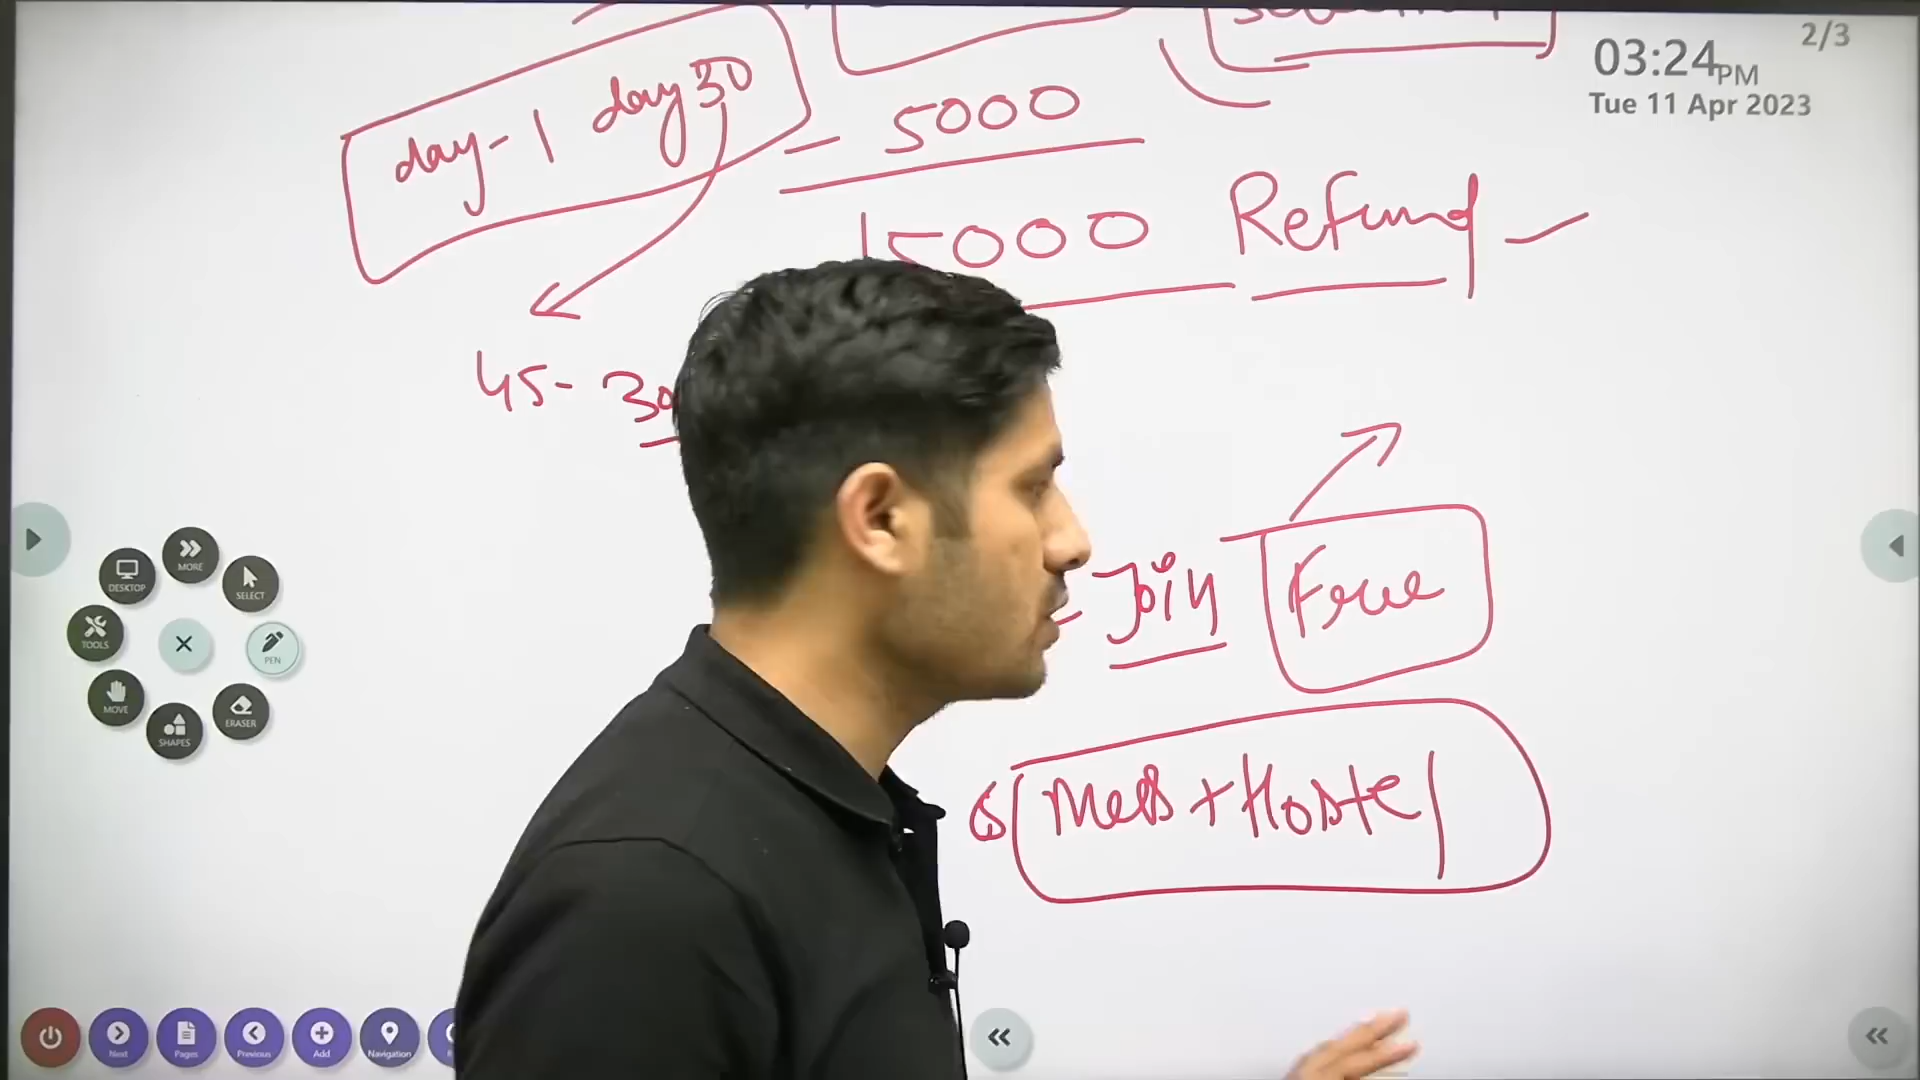 2/3
03:24PM
Tue 11 Apr 2023
day-1 day 30
- 5000
15000 Refund
45- 30
Join Free
Mess + Hostel
MORE
DESKTOP
SELECT
TOOLS
PEN
MOVE
ERASER
SHAPES
Next
Pages
Previous
Add
Navigation